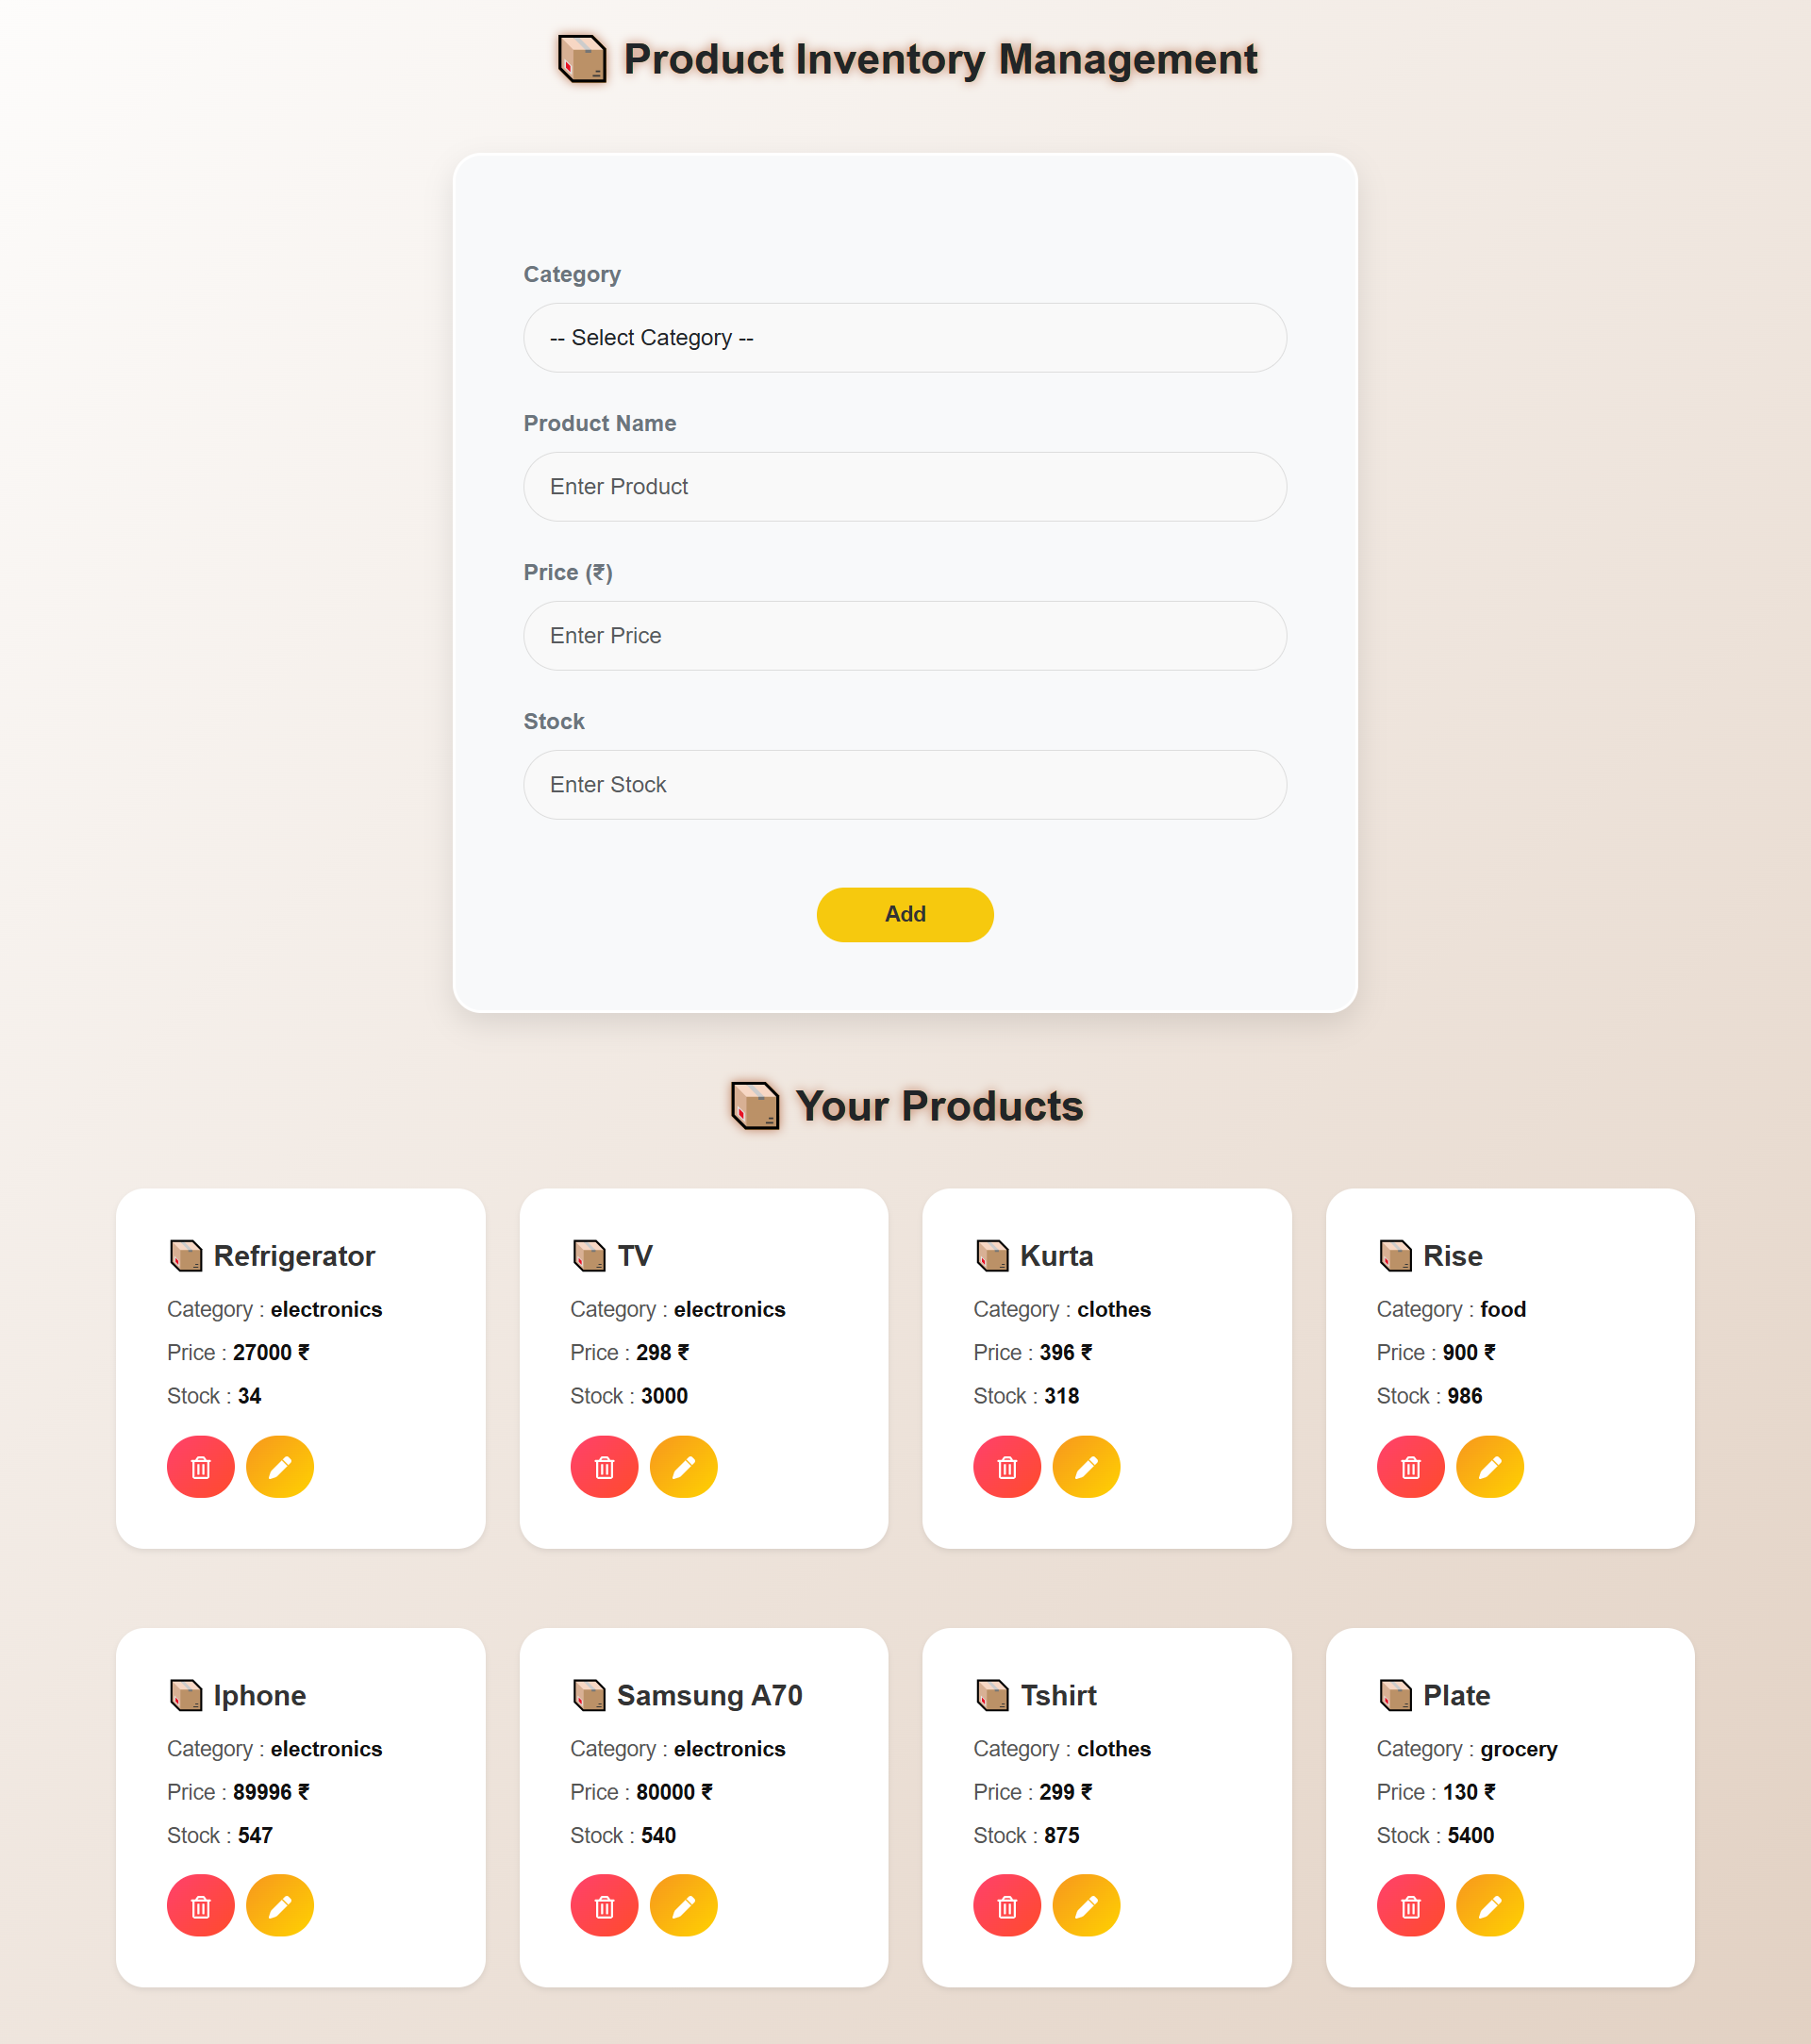 Product Inventory Management
Category
-- Select Category --
Product Name
Enter Product
Price (₹)
Enter Price
Stock
Enter Stock
Add
Your Products
Refrigerator
Category : electronics
Price : 27000 ₹
Stock : 34
TV
Category : electronics
Price : 298 ₹
Stock : 3000
Kurta
Category : clothes
Price : 396 ₹
Stock : 318
Rise
Category : food
Price : 900 ₹
Stock : 986
Iphone
Category : electronics
Price : 89996 ₹
Stock : 547
Samsung A70
Category : electronics
Price : 80000 ₹
Stock : 540
Tshirt
Category : clothes
Price : 299 ₹
Stock : 875
Plate
Category : grocery
Price : 130 ₹
Stock : 5400